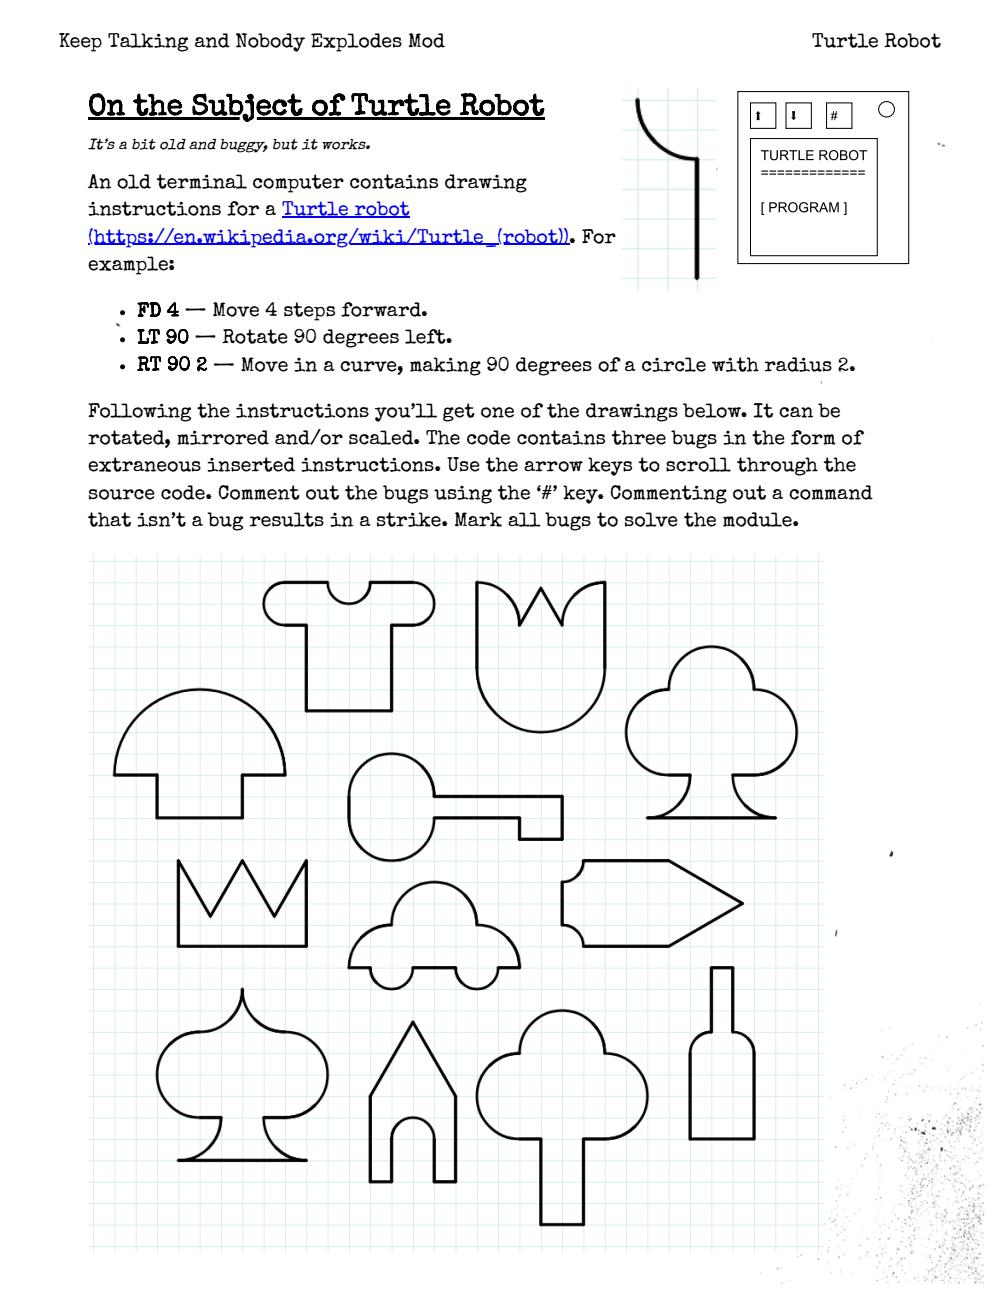 Keep Talking and Nobody Explodes Mod
Turtle Robot
On the Subject of Turtle Robot
It's a bit old and buggy, but it works.
An old terminal computer contains drawing
instructions for a Turtle robot
(https://en.wikipedia.org/wiki/Turtle_(robot)). For
example:
#
TURTLE ROBOT
=============
[ PROGRAM ]
• FD 4 — Move 4 steps forward.
• LT 90 — Rotate 90 degrees left.
• RT 90 2 — Move in a curve, making 90 degrees of a circle with radius 2.
Following the instructions you'll get one of the drawings below. It can be
rotated, mirrored and/or scaled. The code contains three bugs in the form of
extraneous inserted instructions. Use the arrow keys to scroll through the
source code. Comment out the bugs using the ‘#’ key. Commenting out a command
that isn't a bug results in a strike. Mark all bugs to solve the module.